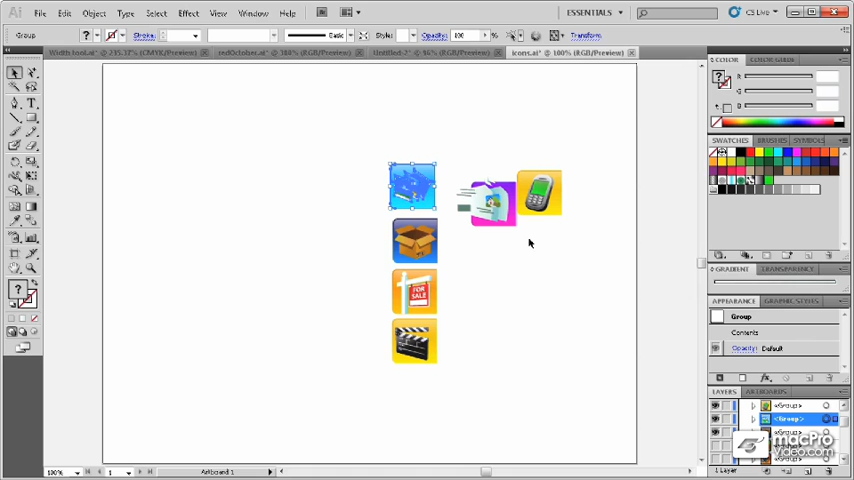 Ai File Edit Object Type Select Effect View Window Help
ESSENTIALS
CS Live
Group
Stroke:
Basic
Style:
Opacity: 100 %
Transform
Width tool.ai* @ 235.37% (CMYK/Preview)
redOctober.ai* @ 300% (RGB/Preview)
Untitled-2* @ 96% (RGB/Preview)
icons.ai* @ 100% (RGB/Preview)
COLOR COLOR GUIDE
R
G
B
SWATCHES BRUSHES SYMBOLS
FOR
SALE
GRADIENT TRANSPARENCY
APPEARANCE GRAPHIC STYLES
Group
Contents
Opacity: Default
LAYERS ARTBOARDS
<Group>
<Group>
<Group>
macPro
video.com
1 Layer
100%
1
Artboard 1